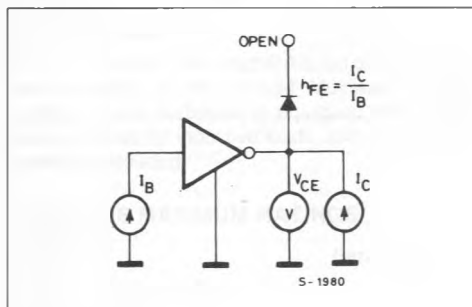 OPEN
hFE = IC
IB
IB
VCE
V
IC
S-1980